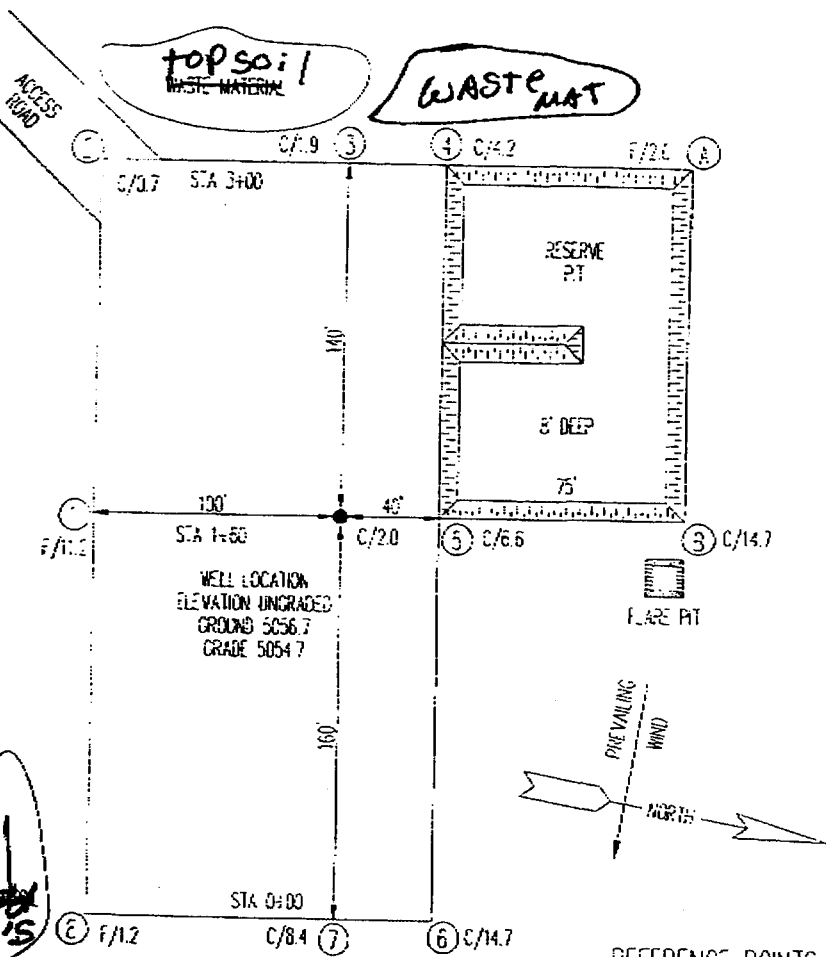 topsoil
WASTE MATERIAL
WASTE MAT
ACCESS
ROAD
2
C/0.7
STA 3+00
C/1.9
3
4
C/4.2
A
RESERVE
PIT
140'
8' DEEP
75'
100'
40'
STA 1+60
C/2.0
5
C/6.6
B
C/14.7
WELL LOCATION
ELEVATION UNGRADED
GROUND 5056.7
GRADE 5054.7
FLARE PIT
PREVAILING
WIND
NORTH
160'
STA 0+00
8
F/1.2
C/8.4
7
6
C/14.7
REFERENCE POINTS